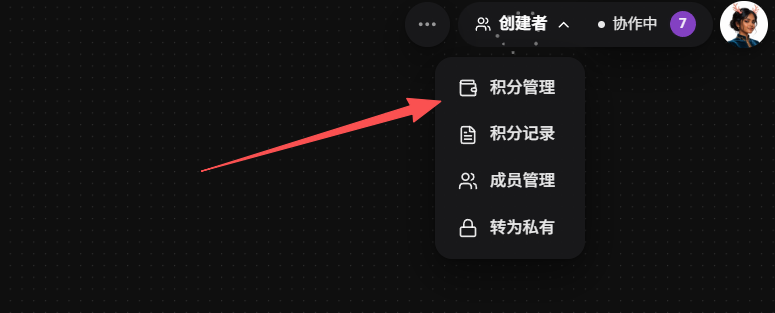 创建者 协作中 7
积分管理
积分记录
成员管理
转为私有